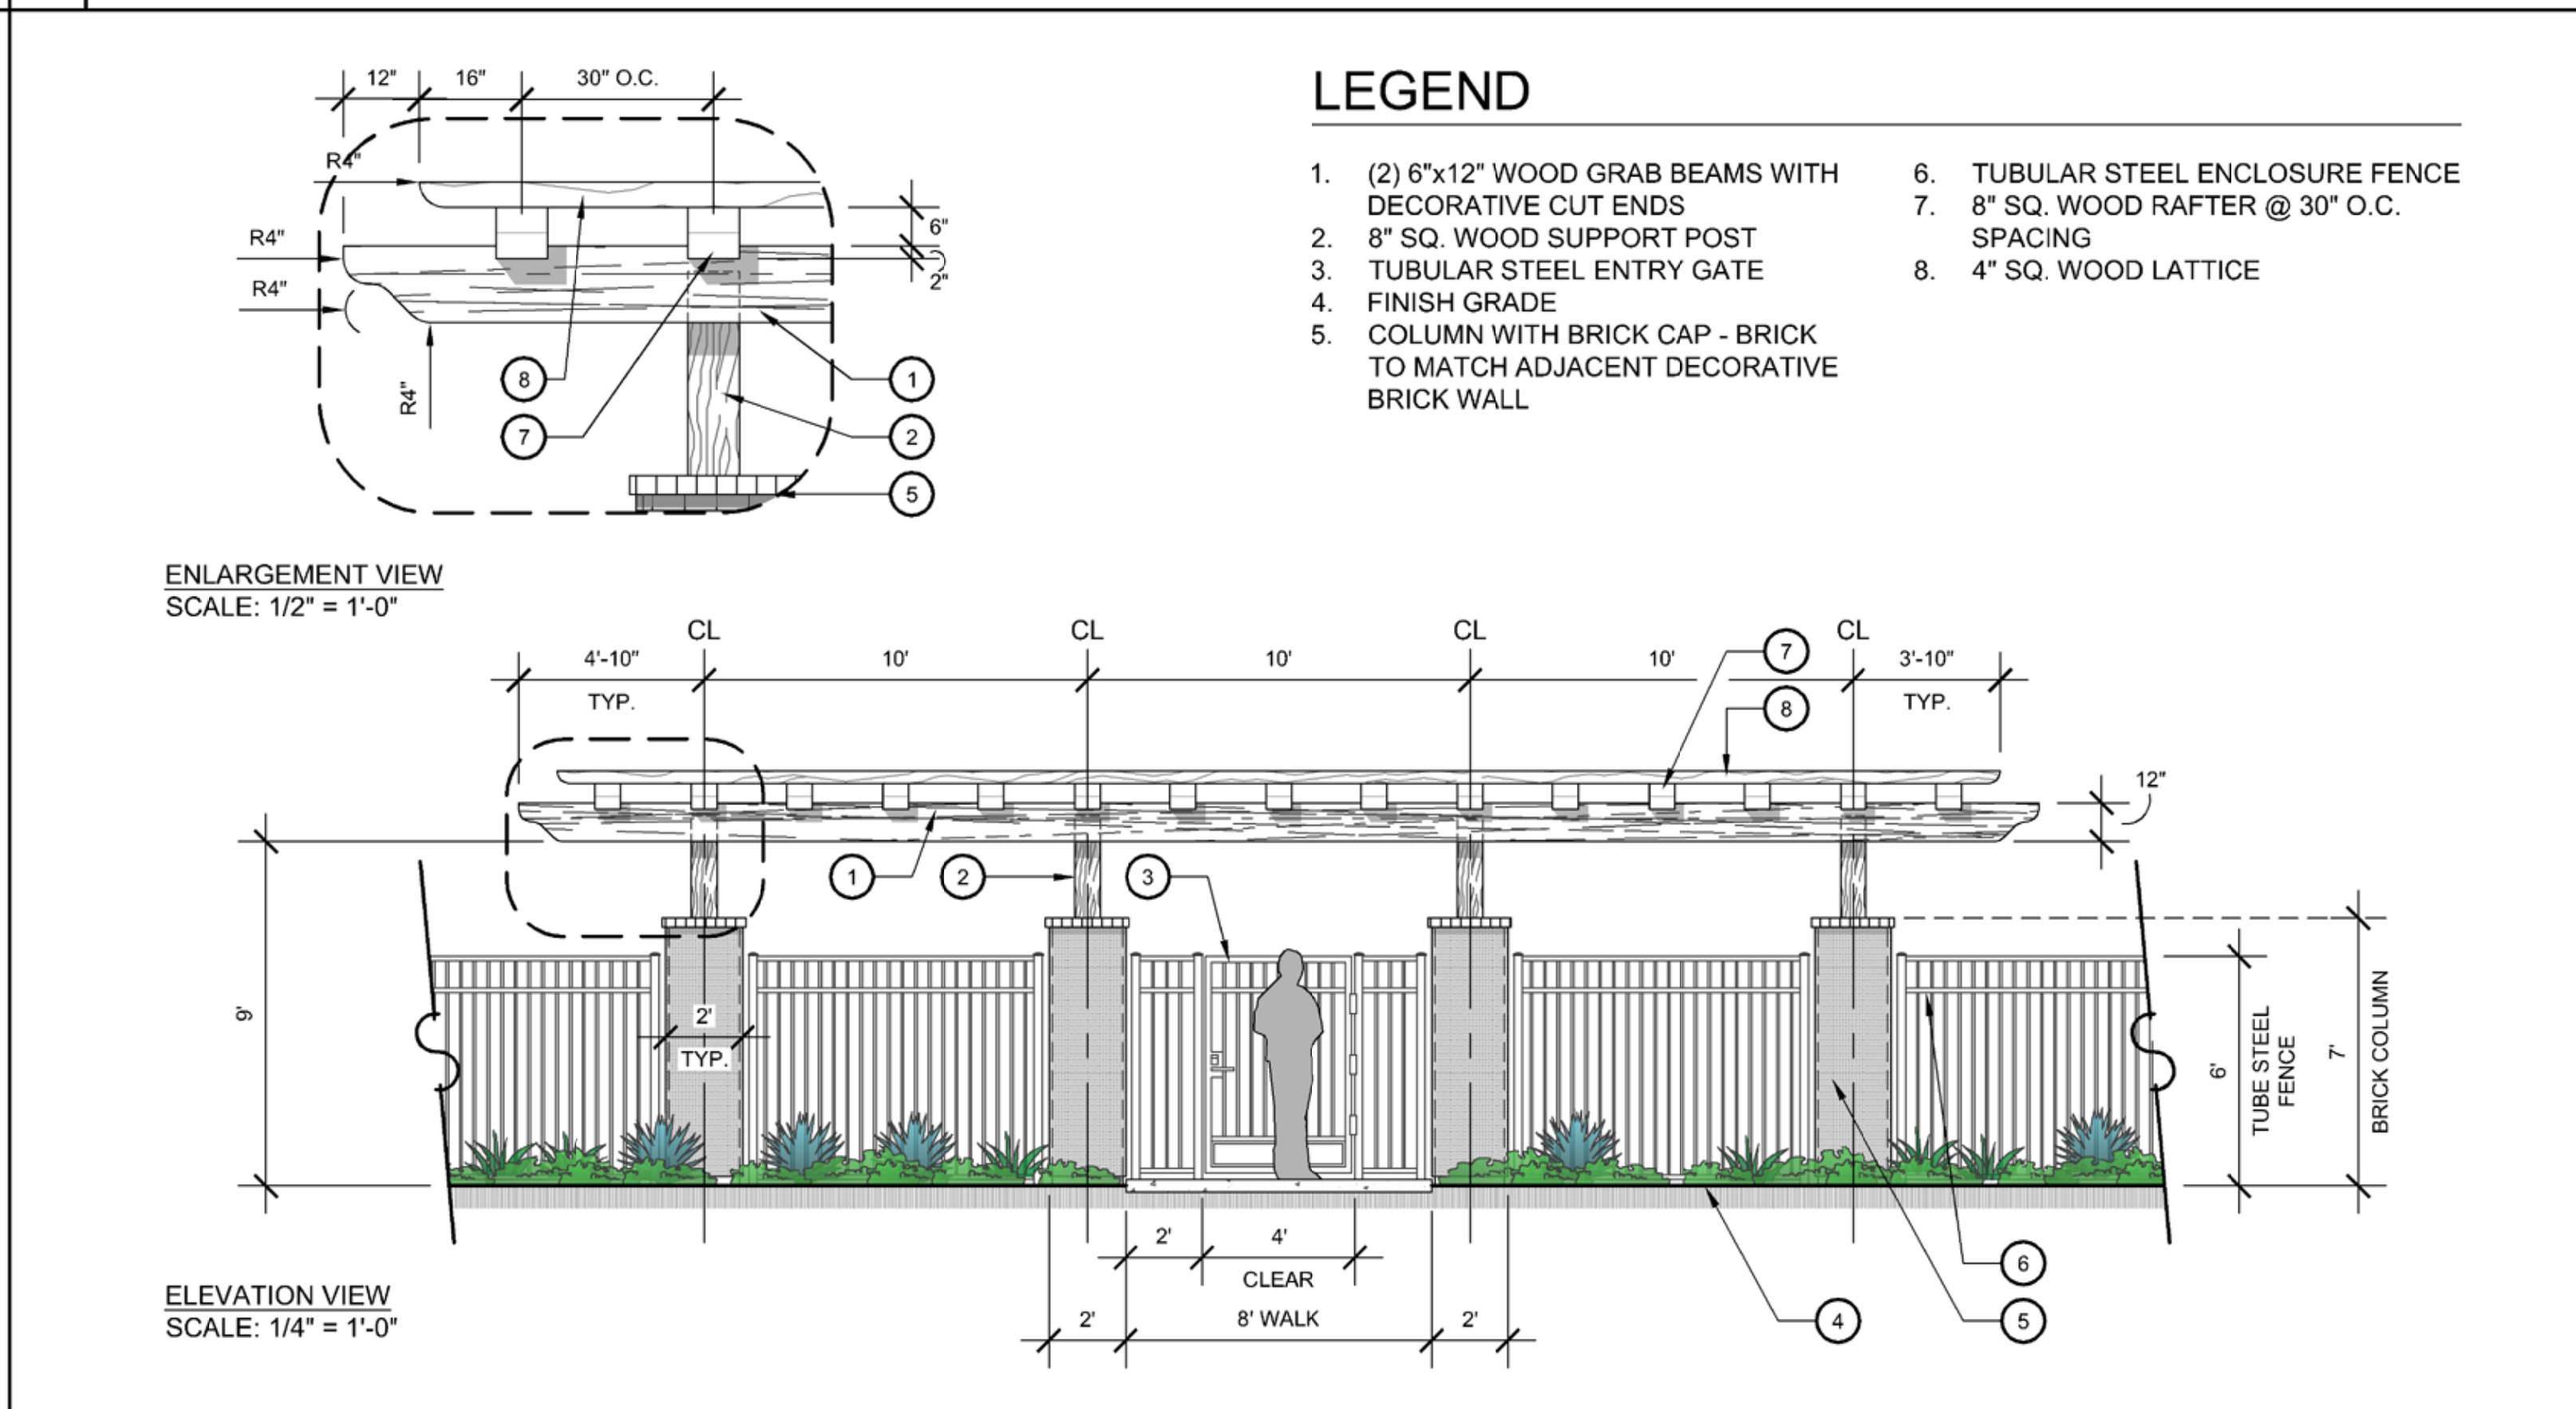 12" 16" 30" O.C.
R4"
R4"
R4"
R4"
6"
2"
8
7
1
2
5
ENLARGEMENT VIEW
SCALE: 1/2" = 1'-0"
LEGEND
1. (2) 6"x12" WOOD GRAB BEAMS WITH
DECORATIVE CUT ENDS
2. 8" SQ. WOOD SUPPORT POST
3. TUBULAR STEEL ENTRY GATE
4. FINISH GRADE
5. COLUMN WITH BRICK CAP - BRICK
TO MATCH ADJACENT DECORATIVE
BRICK WALL
6. TUBULAR STEEL ENCLOSURE FENCE
7. 8" SQ. WOOD RAFTER @ 30" O.C.
SPACING
8. 4" SQ. WOOD LATTICE
CL CL CL CL
4'-10" 10' 10' 10' 3'-10"
TYP. TYP.
7
8
12"
1 2 3
9'
2'
TYP.
6'
TUBE STEEL
FENCE
7'
BRICK COLUMN
2' 4'
CLEAR
2' 8' WALK 2'
6
5
4
ELEVATION VIEW
SCALE: 1/4" = 1'-0"